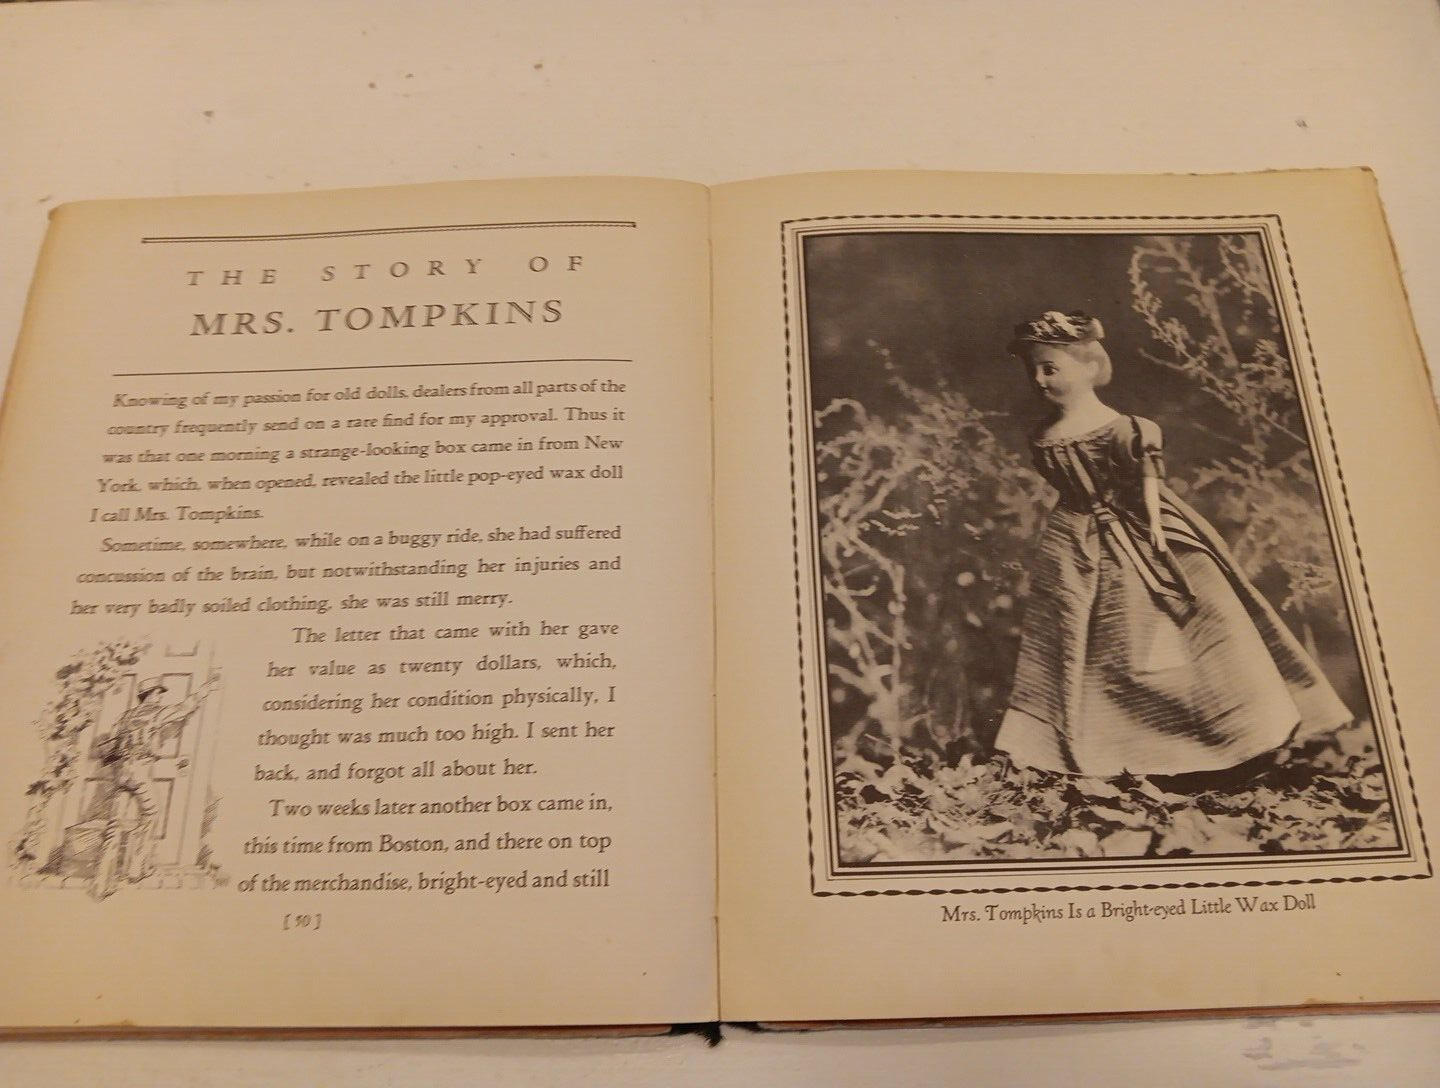 THE STORY OF
MRS. TOMPKINS
Knowing of my passion for old dolls, dealers from all parts of the
country frequently send on a rare find for my approval. Thus it
was that one morning a strange-looking box came in from New
York, which, when opened, revealed the little pop-eyed wax doll
I call Mrs. Tompkins.
Sometime, somewhere, while on a buggy ride, she had suffered
concussion of the brain, but notwithstanding her injuries and
her very badly soiled clothing, she was still merry.
The letter that came with her gave
her value as twenty dollars, which,
considering her condition physically, I
thought was much too high. I sent her
back, and forgot all about her.
Two weeks later another box came in,
this time from Boston, and there on top
of the merchandise, bright-eyed and still
[ 50 ]
Mrs. Tompkins Is a Bright-eyed Little Wax Doll